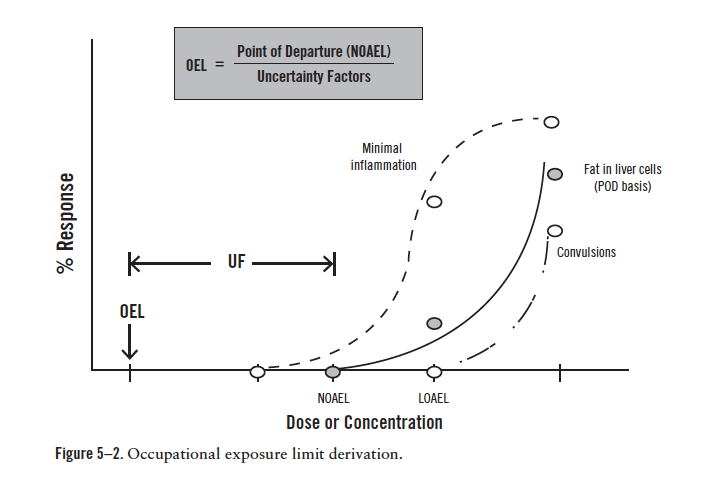 OEL = Point of Departure (NOAEL)
Uncertainty Factors
Minimal
inflammation
Fat in liver cells
(POD basis)
% Response
UF
Convulsions
OEL
NOAEL
LOAEL
Dose or Concentration
Figure 5–2. Occupational exposure limit derivation.